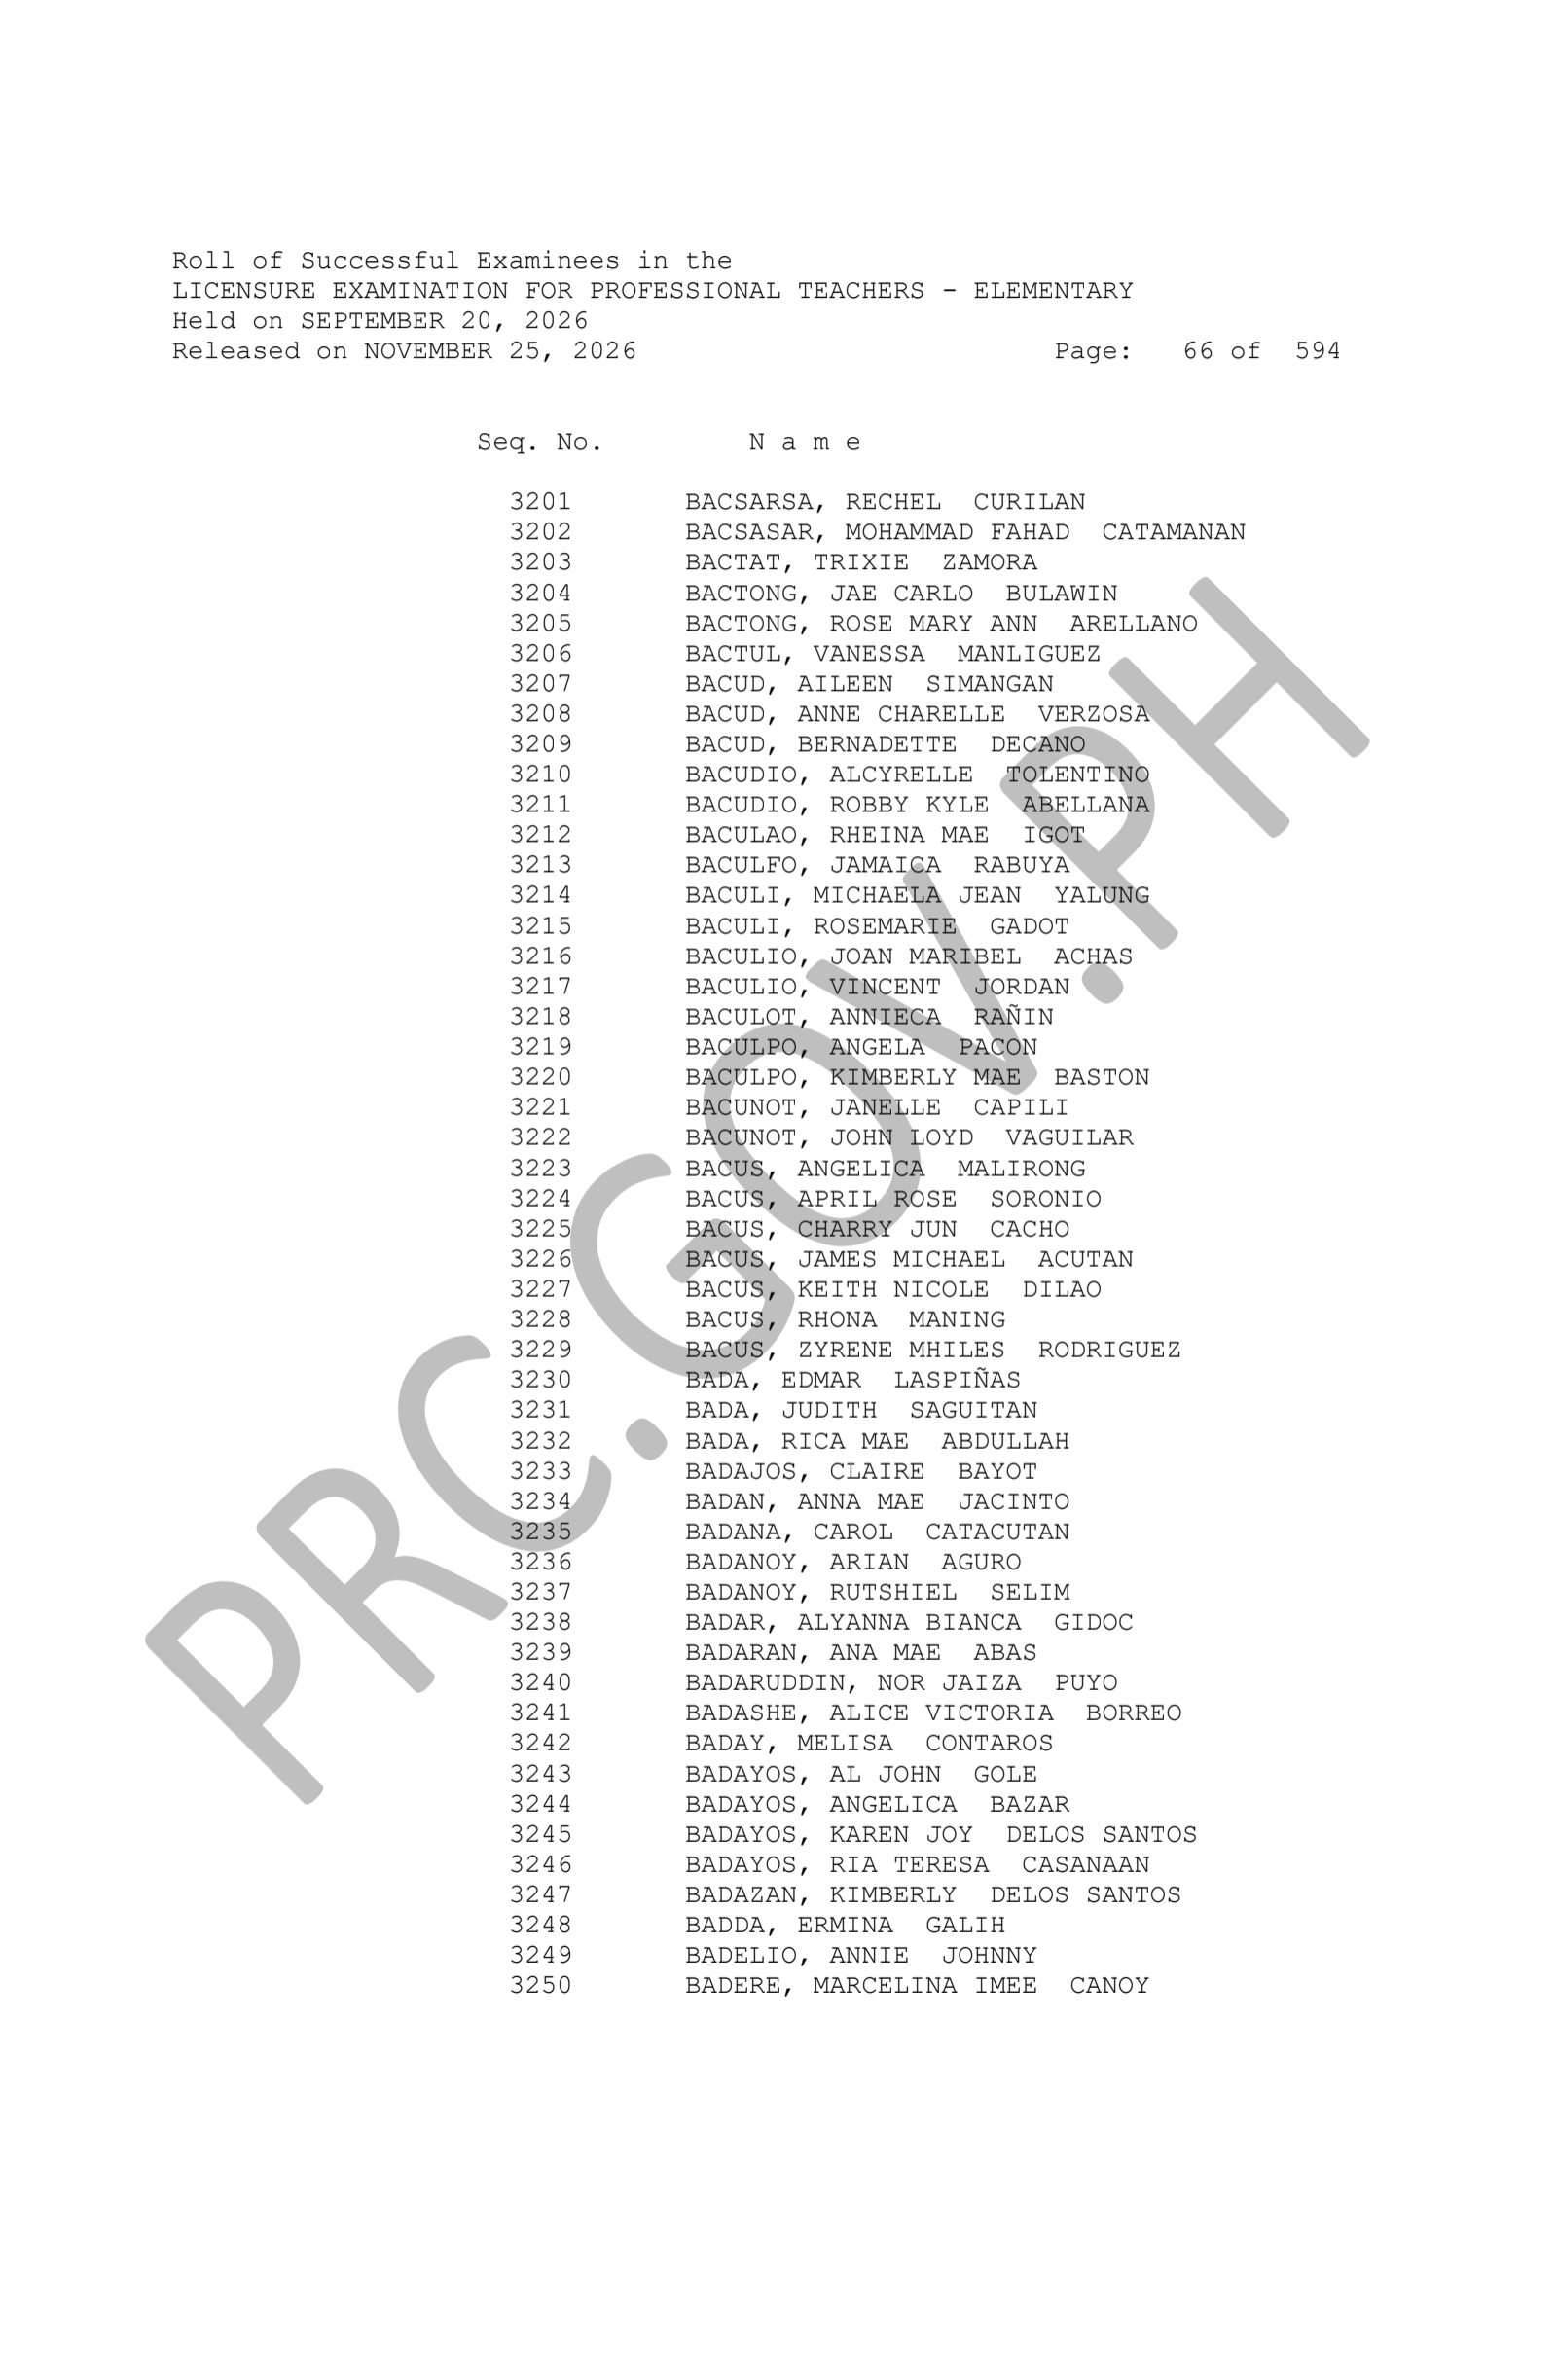 Roll of Successful Examinees in the
LICENSURE EXAMINATION FOR PROFESSIONAL TEACHERS - ELEMENTARY
Held on SEPTEMBER 20, 2026
Released on NOVEMBER 25, 2026 Page: 66 of 594
Seq. No. N a m e
3201 BACSARSA, RECHEL CURILAN
3202 BACSASAR, MOHAMMAD FAHAD CATAMANAN
3203 BACTAT, TRIXIE ZAMORA
3204 BACTONG, JAE CARLO BULAWIN
3205 BACTONG, ROSE MARY ANN ARELLANO
3206 BACTUL, VANESSA MANLIGUEZ
3207 BACUD, AILEEN SIMANGAN
3208 BACUD, ANNE CHARELLE VERZOSA
3209 BACUD, BERNADETTE DECANO
3210 BACUDIO, ALCYRELLE TOLENTINO
3211 BACUDIO, ROBBY KYLE ABELLANA
3212 BACULAO, RHEINA MAE IGOT
3213 BACULFO, JAMAICA RABUYA
3214 BACULI, MICHAELA JEAN YALUNG
3215 BACULI, ROSEMARIE GADOT
3216 BACULIO, JOAN MARIBEL ACHAS
3217 BACULIO, VINCENT JORDAN
3218 BACULOT, ANNIECA RAÑIN
3219 BACULPO, ANGELA PACON
3220 BACULPO, KIMBERLY MAE BASTON
3221 BACUNOT, JANELLE CAPILI
3222 BACUNOT, JOHN LOYD VAGUILAR
3223 BACUS, ANGELICA MALIRONG
3224 BACUS, APRIL ROSE SORONIO
3225 BACUS, CHARRY JUN CACHO
3226 BACUS, JAMES MICHAEL ACUTAN
3227 BACUS, KEITH NICOLE DILAO
3228 BACUS, RHONA MANING
3229 BACUS, ZYRENE MHILES RODRIGUEZ
3230 BADA, EDMAR LASPIÑAS
3231 BADA, JUDITH SAGUITAN
3232 BADA, RICA MAE ABDULLAH
3233 BADAJOS, CLAIRE BAYOT
3234 BADAN, ANNA MAE JACINTO
3235 BADANA, CAROL CATACUTAN
3236 BADANOY, ARIAN AGURO
3237 BADANOY, RUTSHIEL SELIM
3238 BADAR, ALYANNA BIANCA GIDOC
3239 BADARAN, ANA MAE ABAS
3240 BADARUDDIN, NOR JAIZA PUYO
3241 BADASHE, ALICE VICTORIA BORREO
3242 BADAY, MELISA CONTAROS
3243 BADAYOS, AL JOHN GOLE
3244 BADAYOS, ANGELICA BAZAR
3245 BADAYOS, KAREN JOY DELOS SANTOS
3246 BADAYOS, RIA TERESA CASANAAN
3247 BADAZAN, KIMBERLY DELOS SANTOS
3248 BADDA, ERMINA GALIH
3249 BADELIO, ANNIE JOHNNY
3250 BADERE, MARCELINA IMEE CANOY
PRC.GOV.PH